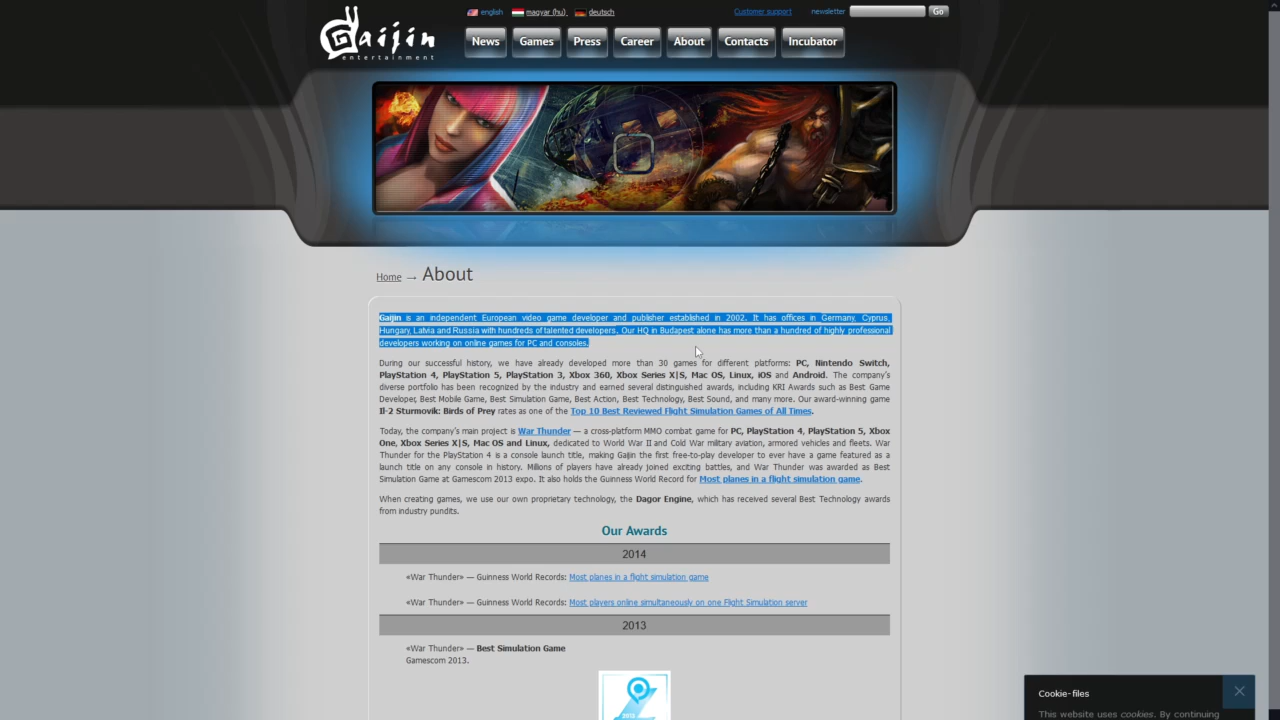 english magyar (hu) deutsch Customer support newsletter Go
Gaijin
entertainment
News Games Press Career About Contacts Incubator
Home → About
Gaijin is an independent European video game developer and publisher established in 2002. It has offices in Germany, Cyprus,
Hungary, Latvia and Russia with hundreds of talented developers. Our HQ in Budapest alone has more than a hundred of highly professional
developers working on online games for PC and consoles.
During our successful history, we have already developed more than 30 games for different platforms: PC, Nintendo Switch,
PlayStation 4, PlayStation 5, PlayStation 3, Xbox 360, Xbox Series X|S, Mac OS, Linux, iOS and Android. The company's
diverse portfolio has been recognized by the industry and earned several distinguished awards, including KRI Awards such as Best Game
Developer, Best Mobile Game, Best Simulation Game, Best Action, Best Technology, Best Sound, and many more. Our award-winning game
Il-2 Sturmovik: Birds of Prey rates as one of the Top 10 Best Reviewed Flight Simulation Games of All Times.
Today, the company's main project is War Thunder — a cross-platform MMO combat game for PC, PlayStation 4, PlayStation 5, Xbox
One, Xbox Series X|S, Mac OS and Linux, dedicated to World War II and Cold War military aviation, armored vehicles and fleets. War
Thunder for the PlayStation 4 is a console launch title, making Gaijin the first free-to-play developer to ever have a game featured as a
launch title on any console in history. Millions of players have already joined exciting battles, and War Thunder was awarded as Best
Simulation Game at Gamescom 2013 expo. It also holds the Guinness World Record for Most planes in a flight simulation game.
When creating games, we use our own proprietary technology, the Dagor Engine, which has received several Best Technology awards
from industry pundits.
Our Awards
2014
«War Thunder» — Guinness World Records: Most planes in a flight simulation game
«War Thunder» — Guinness World Records: Most players online simultaneously on one Flight Simulation server
2013
«War Thunder» — Best Simulation Game
Gamescom 2013.
2013
Cookie-files
This website uses cookies. By continuing